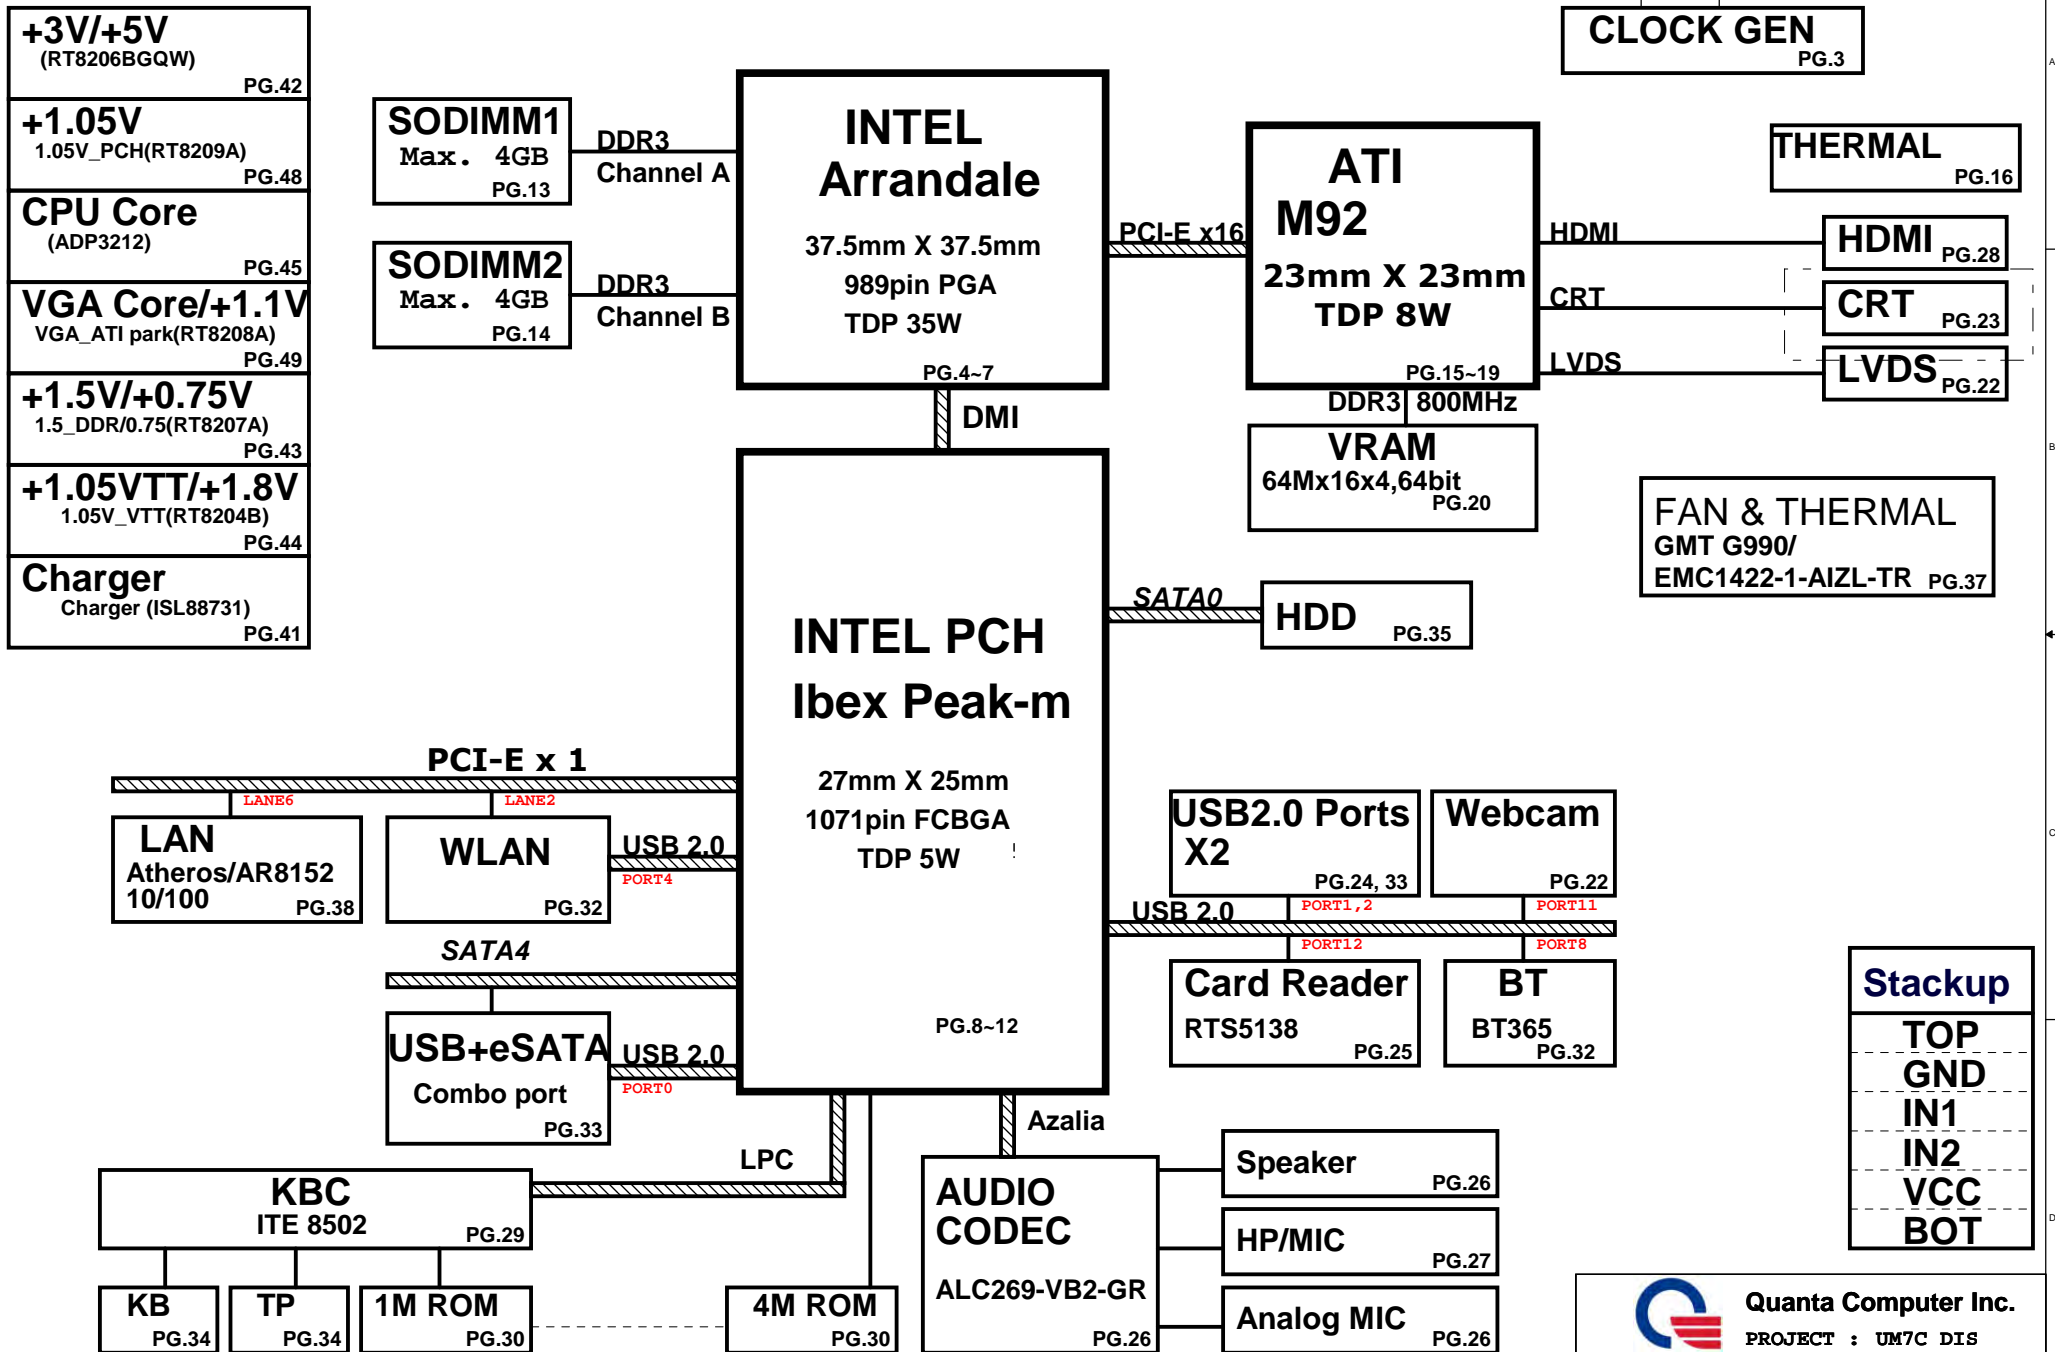 +3V/+5V
(RT8206BGQW)
PG.42
+1.05V
1.05V_PCH(RT8209A)
PG.48
CPU Core
(ADP3212)
PG.45
VGA Core/+1.1V
VGA_ATI park(RT8208A)
PG.49
+1.5V/+0.75V
1.5_DDR/0.75(RT8207A)
PG.43
+1.05VTT/+1.8V
1.05V_VTT(RT8204B)
PG.44
Charger
Charger (ISL88731)
PG.41
SODIMM1
Max. 4GB
PG.13
DDR3
Channel A
SODIMM2
Max. 4GB
PG.14
DDR3
Channel B
INTEL
Arrandale
37.5mm X 37.5mm
989pin PGA
TDP 35W
PG.4~7
PCI-E x16
ATI
M92
23mm X 23mm
TDP 8W
PG.15~19
CLOCK GEN
PG.3
THERMAL
PG.16
HDMI
HDMI PG.28
CRT
CRT PG.23
LVDS
LVDS PG.22
DDR3 800MHz
VRAM
64Mx16x4,64bit
PG.20
FAN & THERMAL
GMT G990/
EMC1422-1-AIZL-TR PG.37
DMI
INTEL PCH
Ibex Peak-m
27mm X 25mm
1071pin FCBGA
TDP 5W
!
PG.8~12
SATA0
HDD PG.35
PCI-E x 1
LANE6
LANE2
LAN
Atheros/AR8152
10/100 PG.38
WLAN
PG.32
USB 2.0
PORT4
SATA4
USB+eSATA
Combo port
PG.33
USB 2.0
PORT0
USB2.0 Ports
X2
PG.24, 33
Webcam
PG.22
USB 2.0
PORT1,2
PORT11
PORT12
PORT8
Card Reader
RTS5138
PG.25
BT
BT365
PG.32
LPC
KBC
ITE 8502
PG.29
KB
PG.34
TP
PG.34
1M ROM
PG.30
4M ROM
PG.30
Azalia
AUDIO
CODEC
ALC269-VB2-GR
PG.26
Speaker
PG.26
HP/MIC
PG.27
Analog MIC
PG.26
Stackup
TOP
GND
IN1
IN2
VCC
BOT
A
B
C
D
Quanta Computer Inc.
PROJECT : UM7C DIS